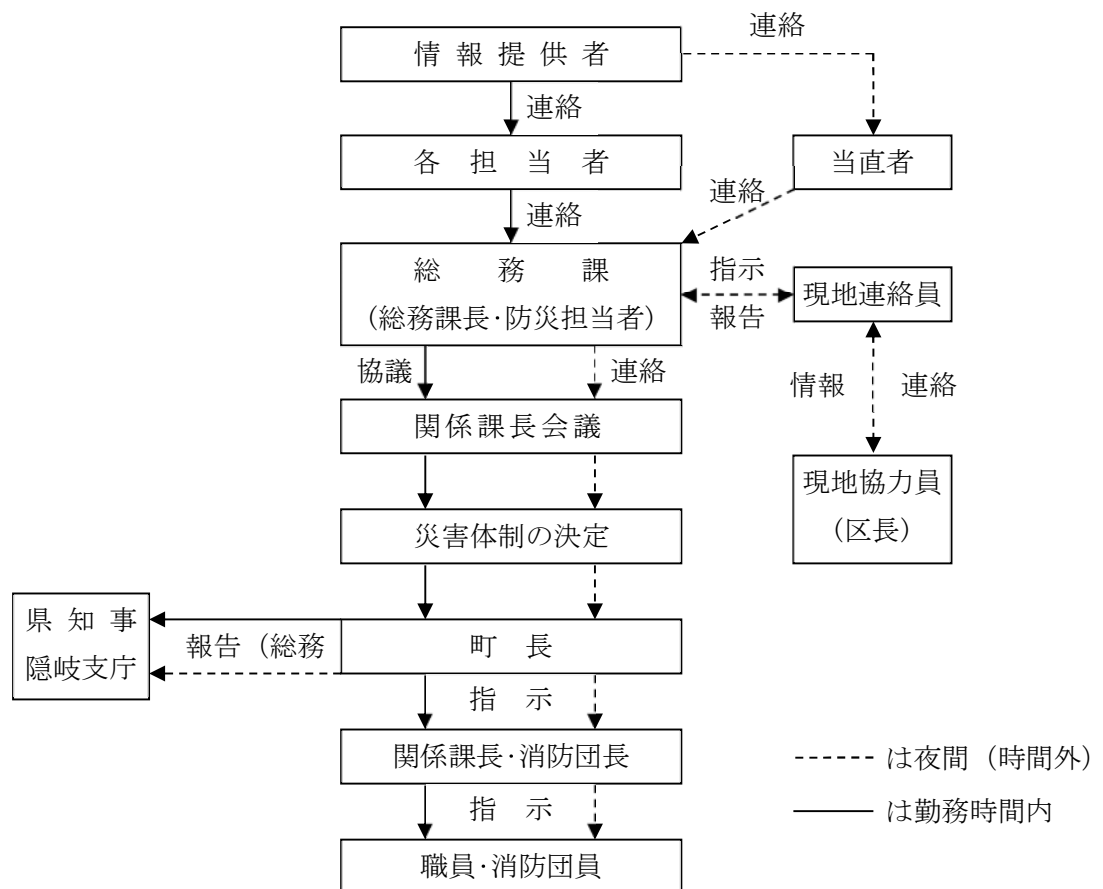 連絡
情報提供者
連絡
各担当者
当直者
連絡
連絡
総務課
(総務課長･防災担当者)
指示
報告
現地連絡員
協議
連絡
情報
連絡
関係課長会議
現地協力員
（区長）
災害体制の決定
県知事
隠岐支庁
報告（総務
町長
指示
関係課長･消防団長
は夜間（時間外）
指示
は勤務時間内
職員･消防団員